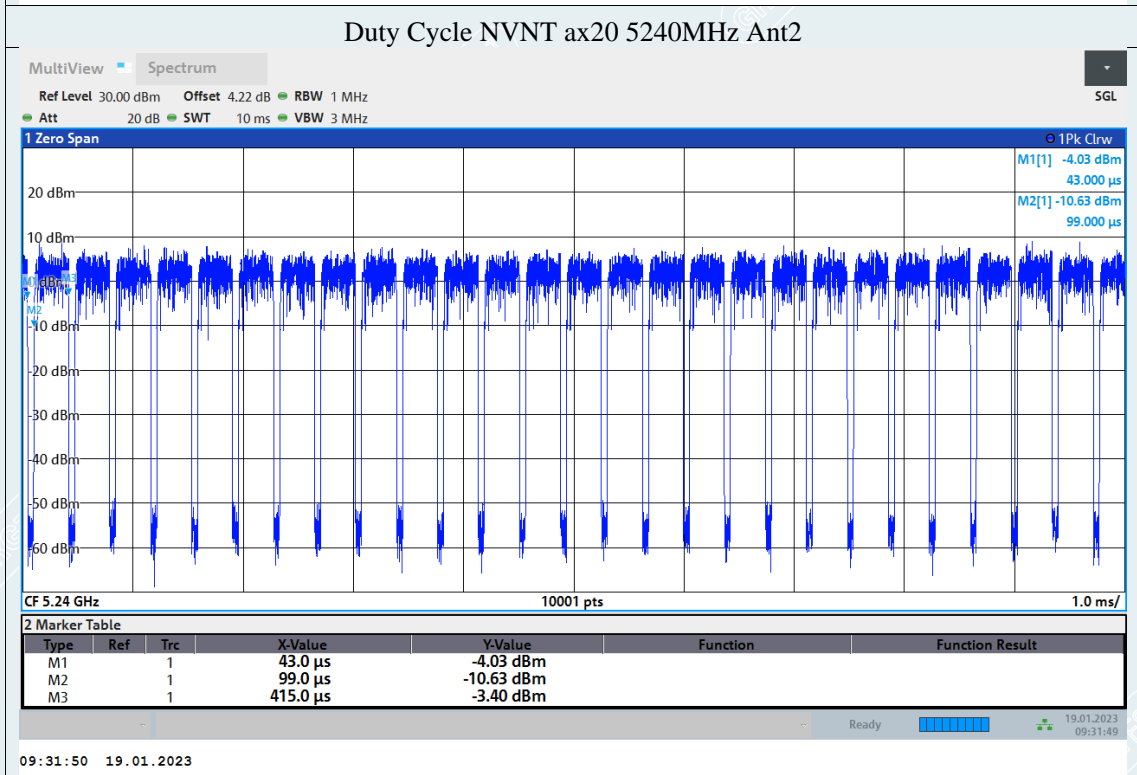 Duty Cycle NVNT ax20 5240MHz Ant2
MultiView Spectrum
Ref Level 30.00 dBm Offset 4.22 dB RBW 1 MHz SGL
Att 20 dB SWT 10 ms VBW 3 MHz
1 Zero Span 1Pk Clrw
M1[1] -4.03 dBm
43.000 µs
M2[1] -10.63 dBm
99.000 µs
20 dBm
10 dBm
M1 dBm M3
M2
-10 dBm
-20 dBm
-30 dBm
-40 dBm
-50 dBm
-60 dBm
CF 5.24 GHz 10001 pts 1.0 ms/
2 Marker Table
Type Ref Trc X-Value Y-Value Function Function Result
M1 1 43.0 µs -4.03 dBm
M2 1 99.0 µs -10.63 dBm
M3 1 415.0 µs -3.40 dBm
Ready 19.01.2023
09:31:49
09:31:50 19.01.2023